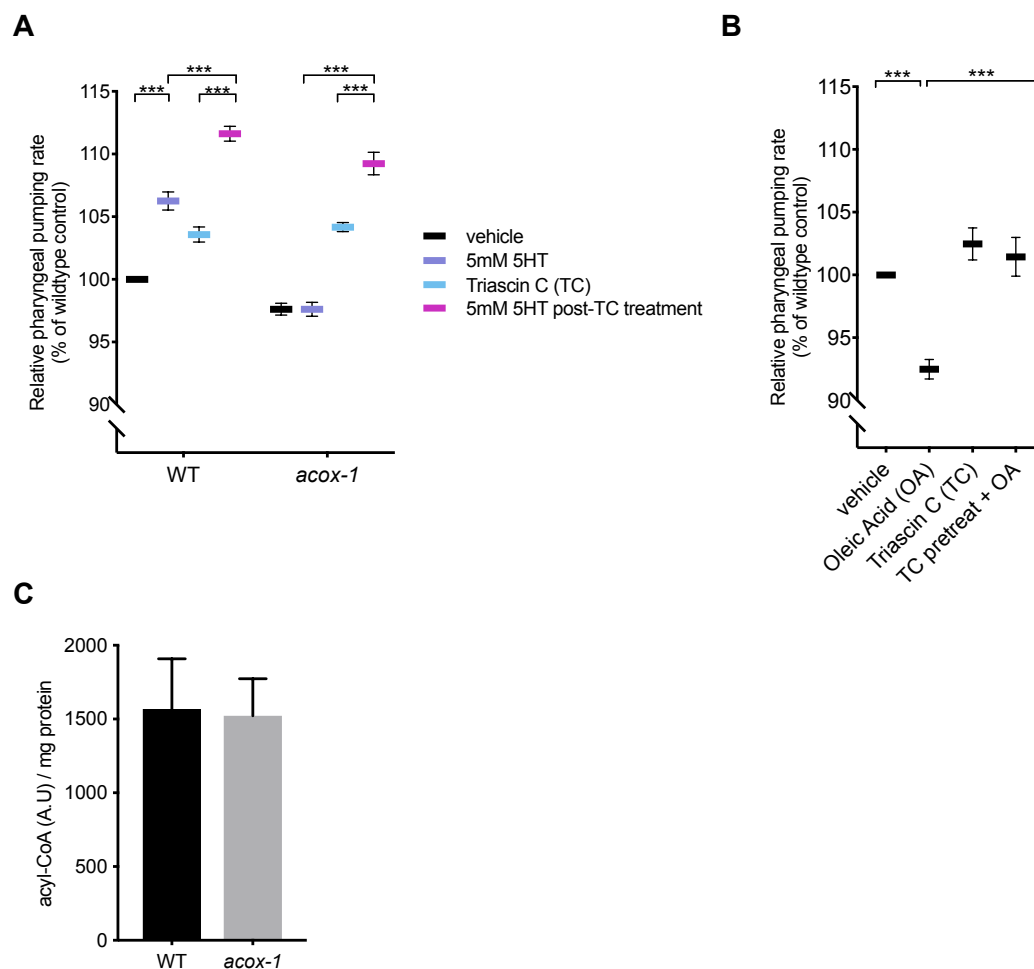 A
Relative pharyngeal pumping rate
(% of wildtype control)
115
110
105
100
95
90
***
***
***
***
***
WT
acox-1
vehicle
5mM 5HT
Triascin C (TC)
5mM 5HT post-TC treatment
B
Relative pharyngeal pumping rate
(% of wildtype control)
115
110
105
100
95
90
***
***
vehicle
Oleic Acid (OA)
Triascin C (TC)
TC pretreat + OA
C
acyl-CoA (A.U) / mg protein
2000
1500
1000
500
0
WT
acox-1